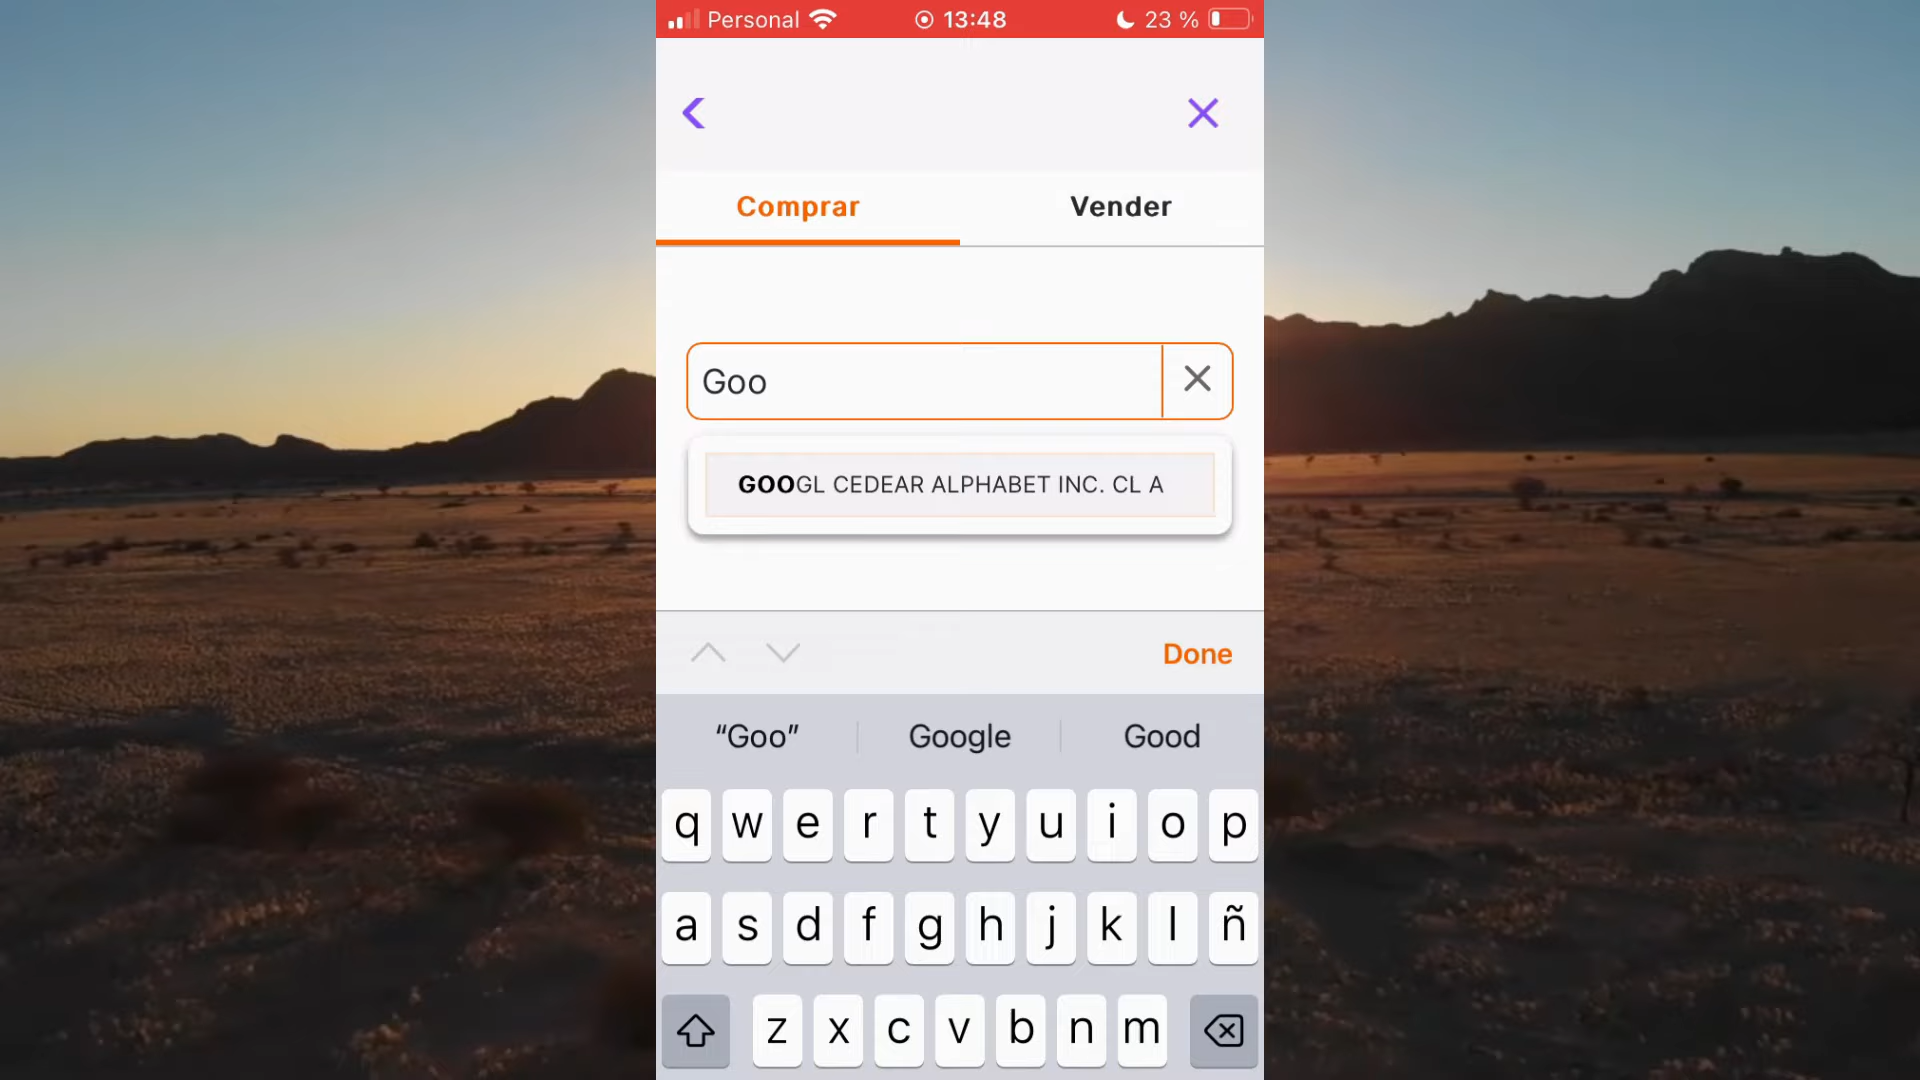 Personal 13:48 23 %
Comprar Vender
Goo
GOOGL CEDEAR ALPHABET INC. CL A
Done
“Goo” Google Good
q w e r t y u i o p
a s d f g h j k l ñ
z x c v b n m